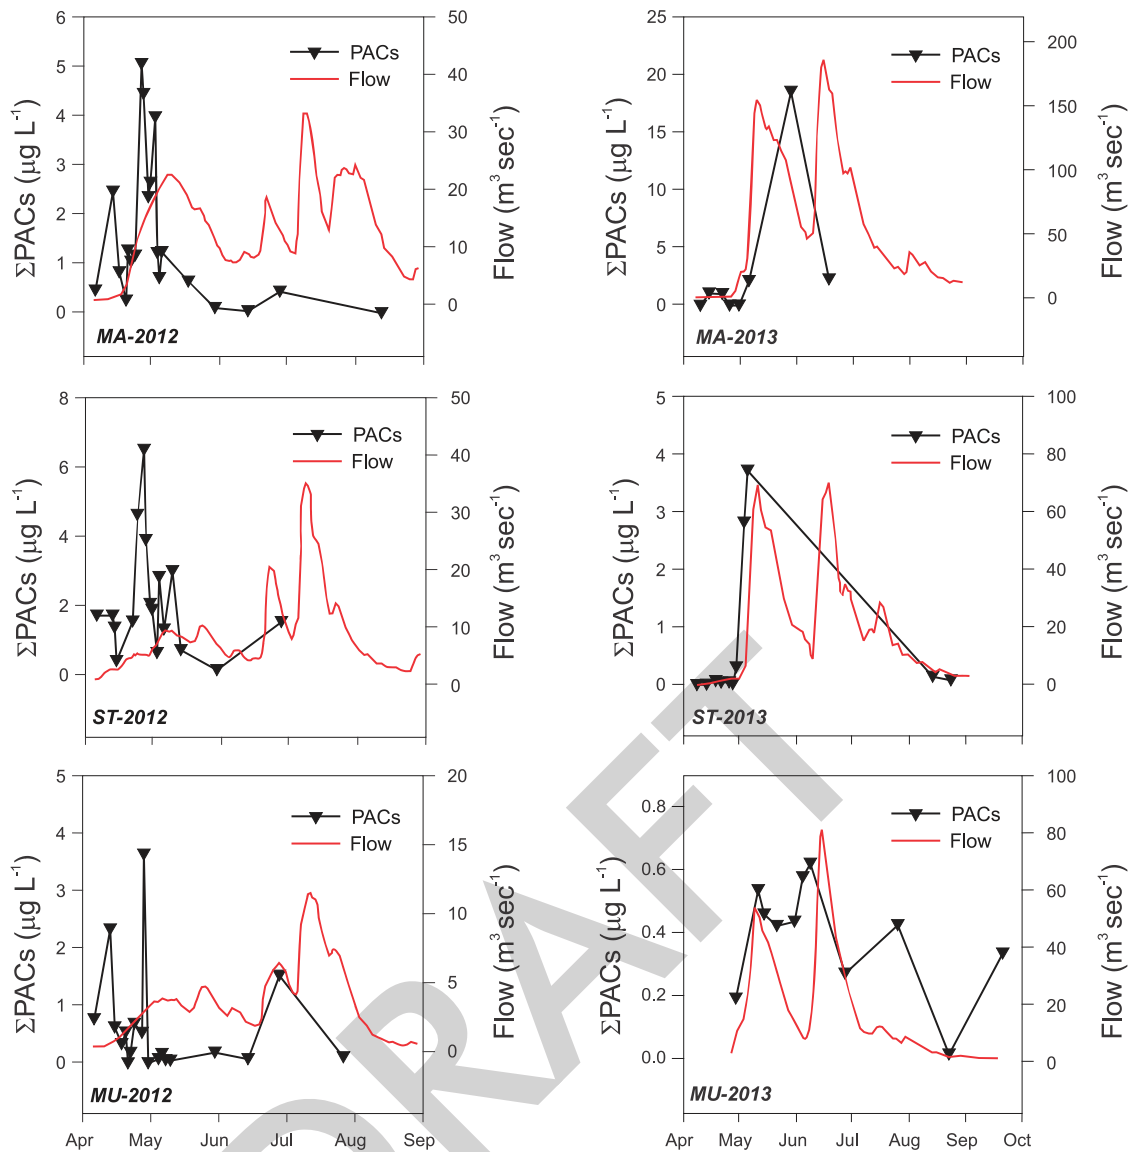 6
5
4
3
2
1
0
ΣPACs (μg L⁻¹)
50
40
30
20
10
0
Flow (m³ sec⁻¹)
PACs
Flow
MA-2012
25
20
15
10
5
0
ΣPACs (μg L⁻¹)
200
150
100
50
0
Flow (m³ sec⁻¹)
PACs
Flow
MA-2013
8
6
4
2
0
ΣPACs (μg L⁻¹)
50
40
30
20
10
0
Flow (m³ sec⁻¹)
PACs
Flow
ST-2012
5
4
3
2
1
0
ΣPACs (μg L⁻¹)
100
80
60
40
20
0
Flow (m³ sec⁻¹)
PACs
Flow
ST-2013
5
4
3
2
1
0
ΣPACs (μg L⁻¹)
20
15
10
5
0
Flow (m³ sec⁻¹)
PACs
Flow
MU-2012
Apr May Jun Jul Aug Sep
0.8
0.6
0.4
0.2
0.0
ΣPACs (μg L⁻¹)
100
80
60
40
20
0
Flow (m³ sec⁻¹)
PACs
Flow
MU-2013
Apr May Jun Jul Aug Sep Oct
DRAFT